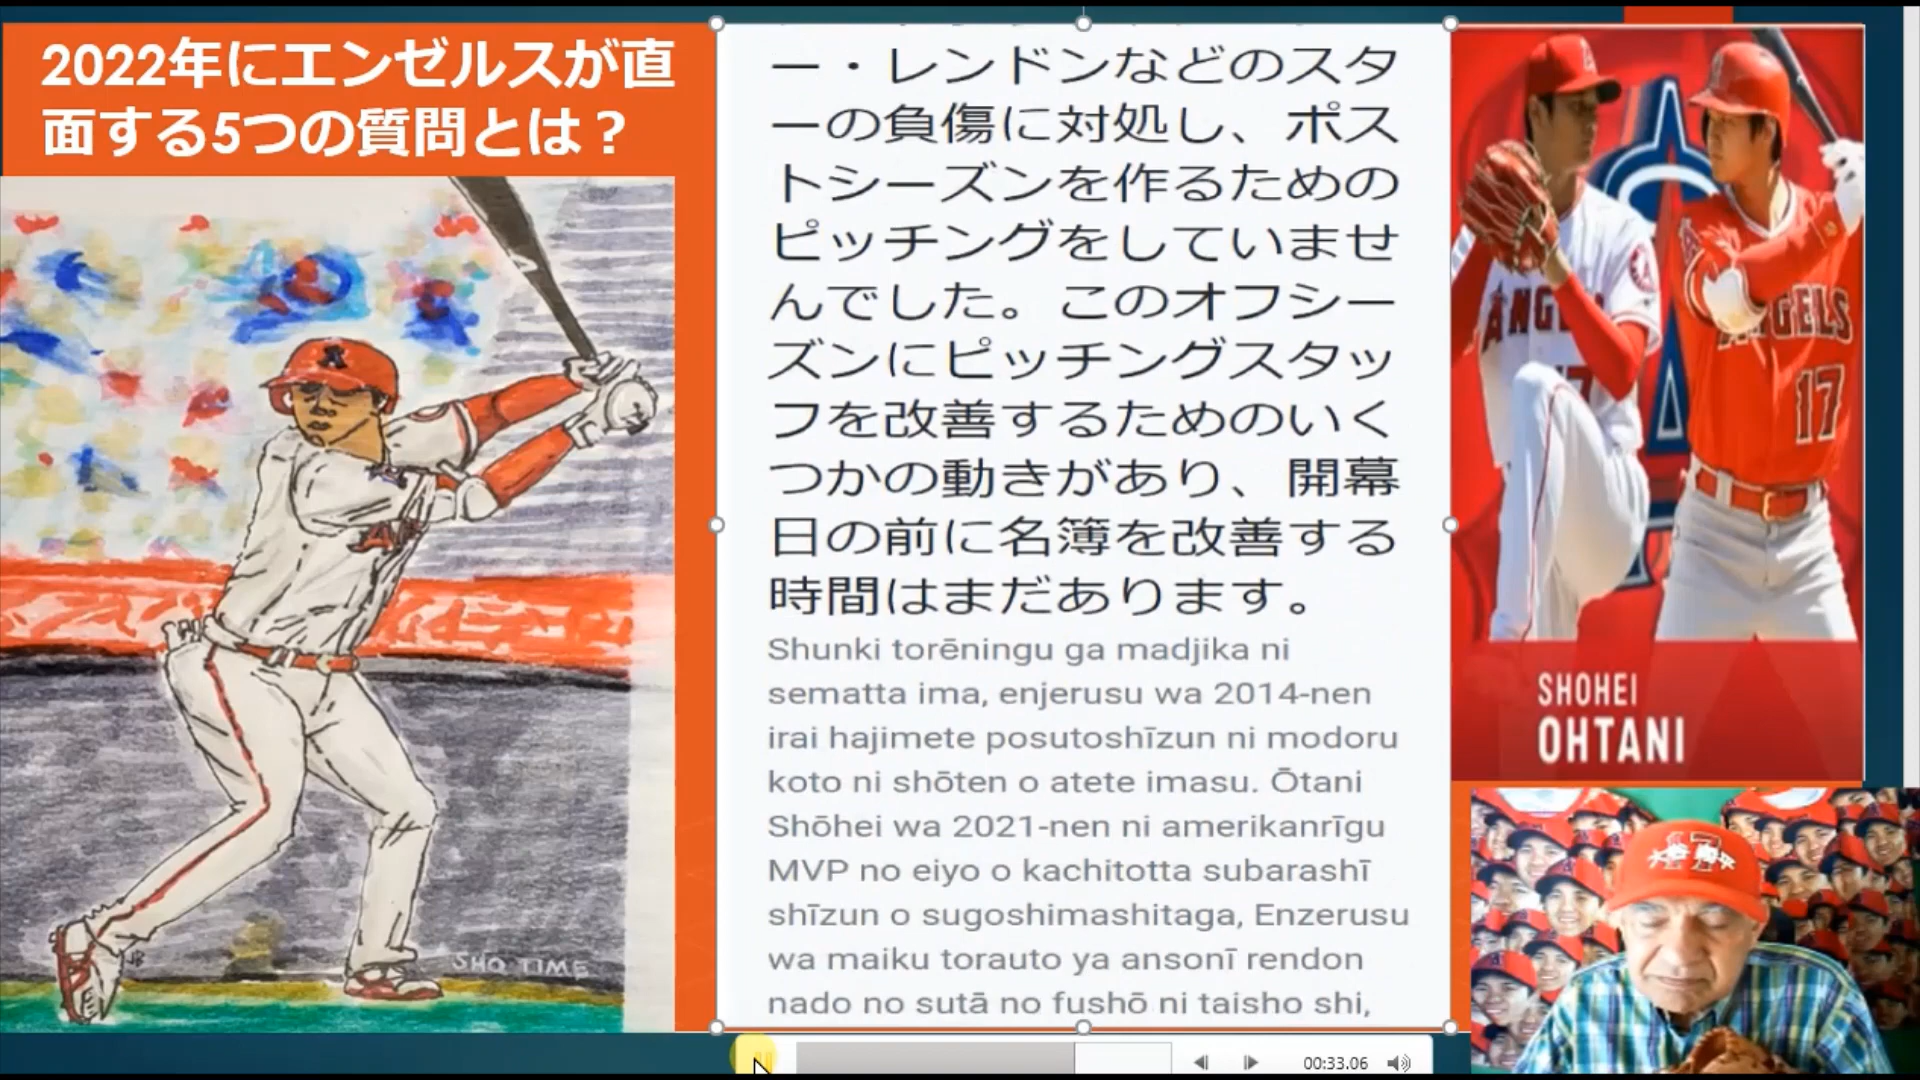 2022年にエンゼルスが直
面する5つの質問とは？
ー・レンドンなどのスタ
ーの負傷に対処し、ポス
トシーズンを作るための
ピッチングをしていませ
んでした。このオフシー
ズンにピッチングスタッ
フを改善するためのいく
つかの動きがあり、開幕
日の前に名簿を改善する
時間はまだあります。
Shunki torēningu ga madjika ni
sematta ima, enjerusu wa 2014-nen
irai hajimete posutoshīzun ni modoru
koto ni shōten o atete imasu. Ōtani
Shōhei wa 2021-nen ni amerikanrīgu
MVP no eiyo o kachitotta subarashī
shīzun o sugoshimashitaga, Enzerusu
wa maiku torauto ya ansonī rendon
nado no sutā no fushō ni taisho shi,
SHO TIME
ANGELS
17
SHOHEI
OHTANI
00:33.06